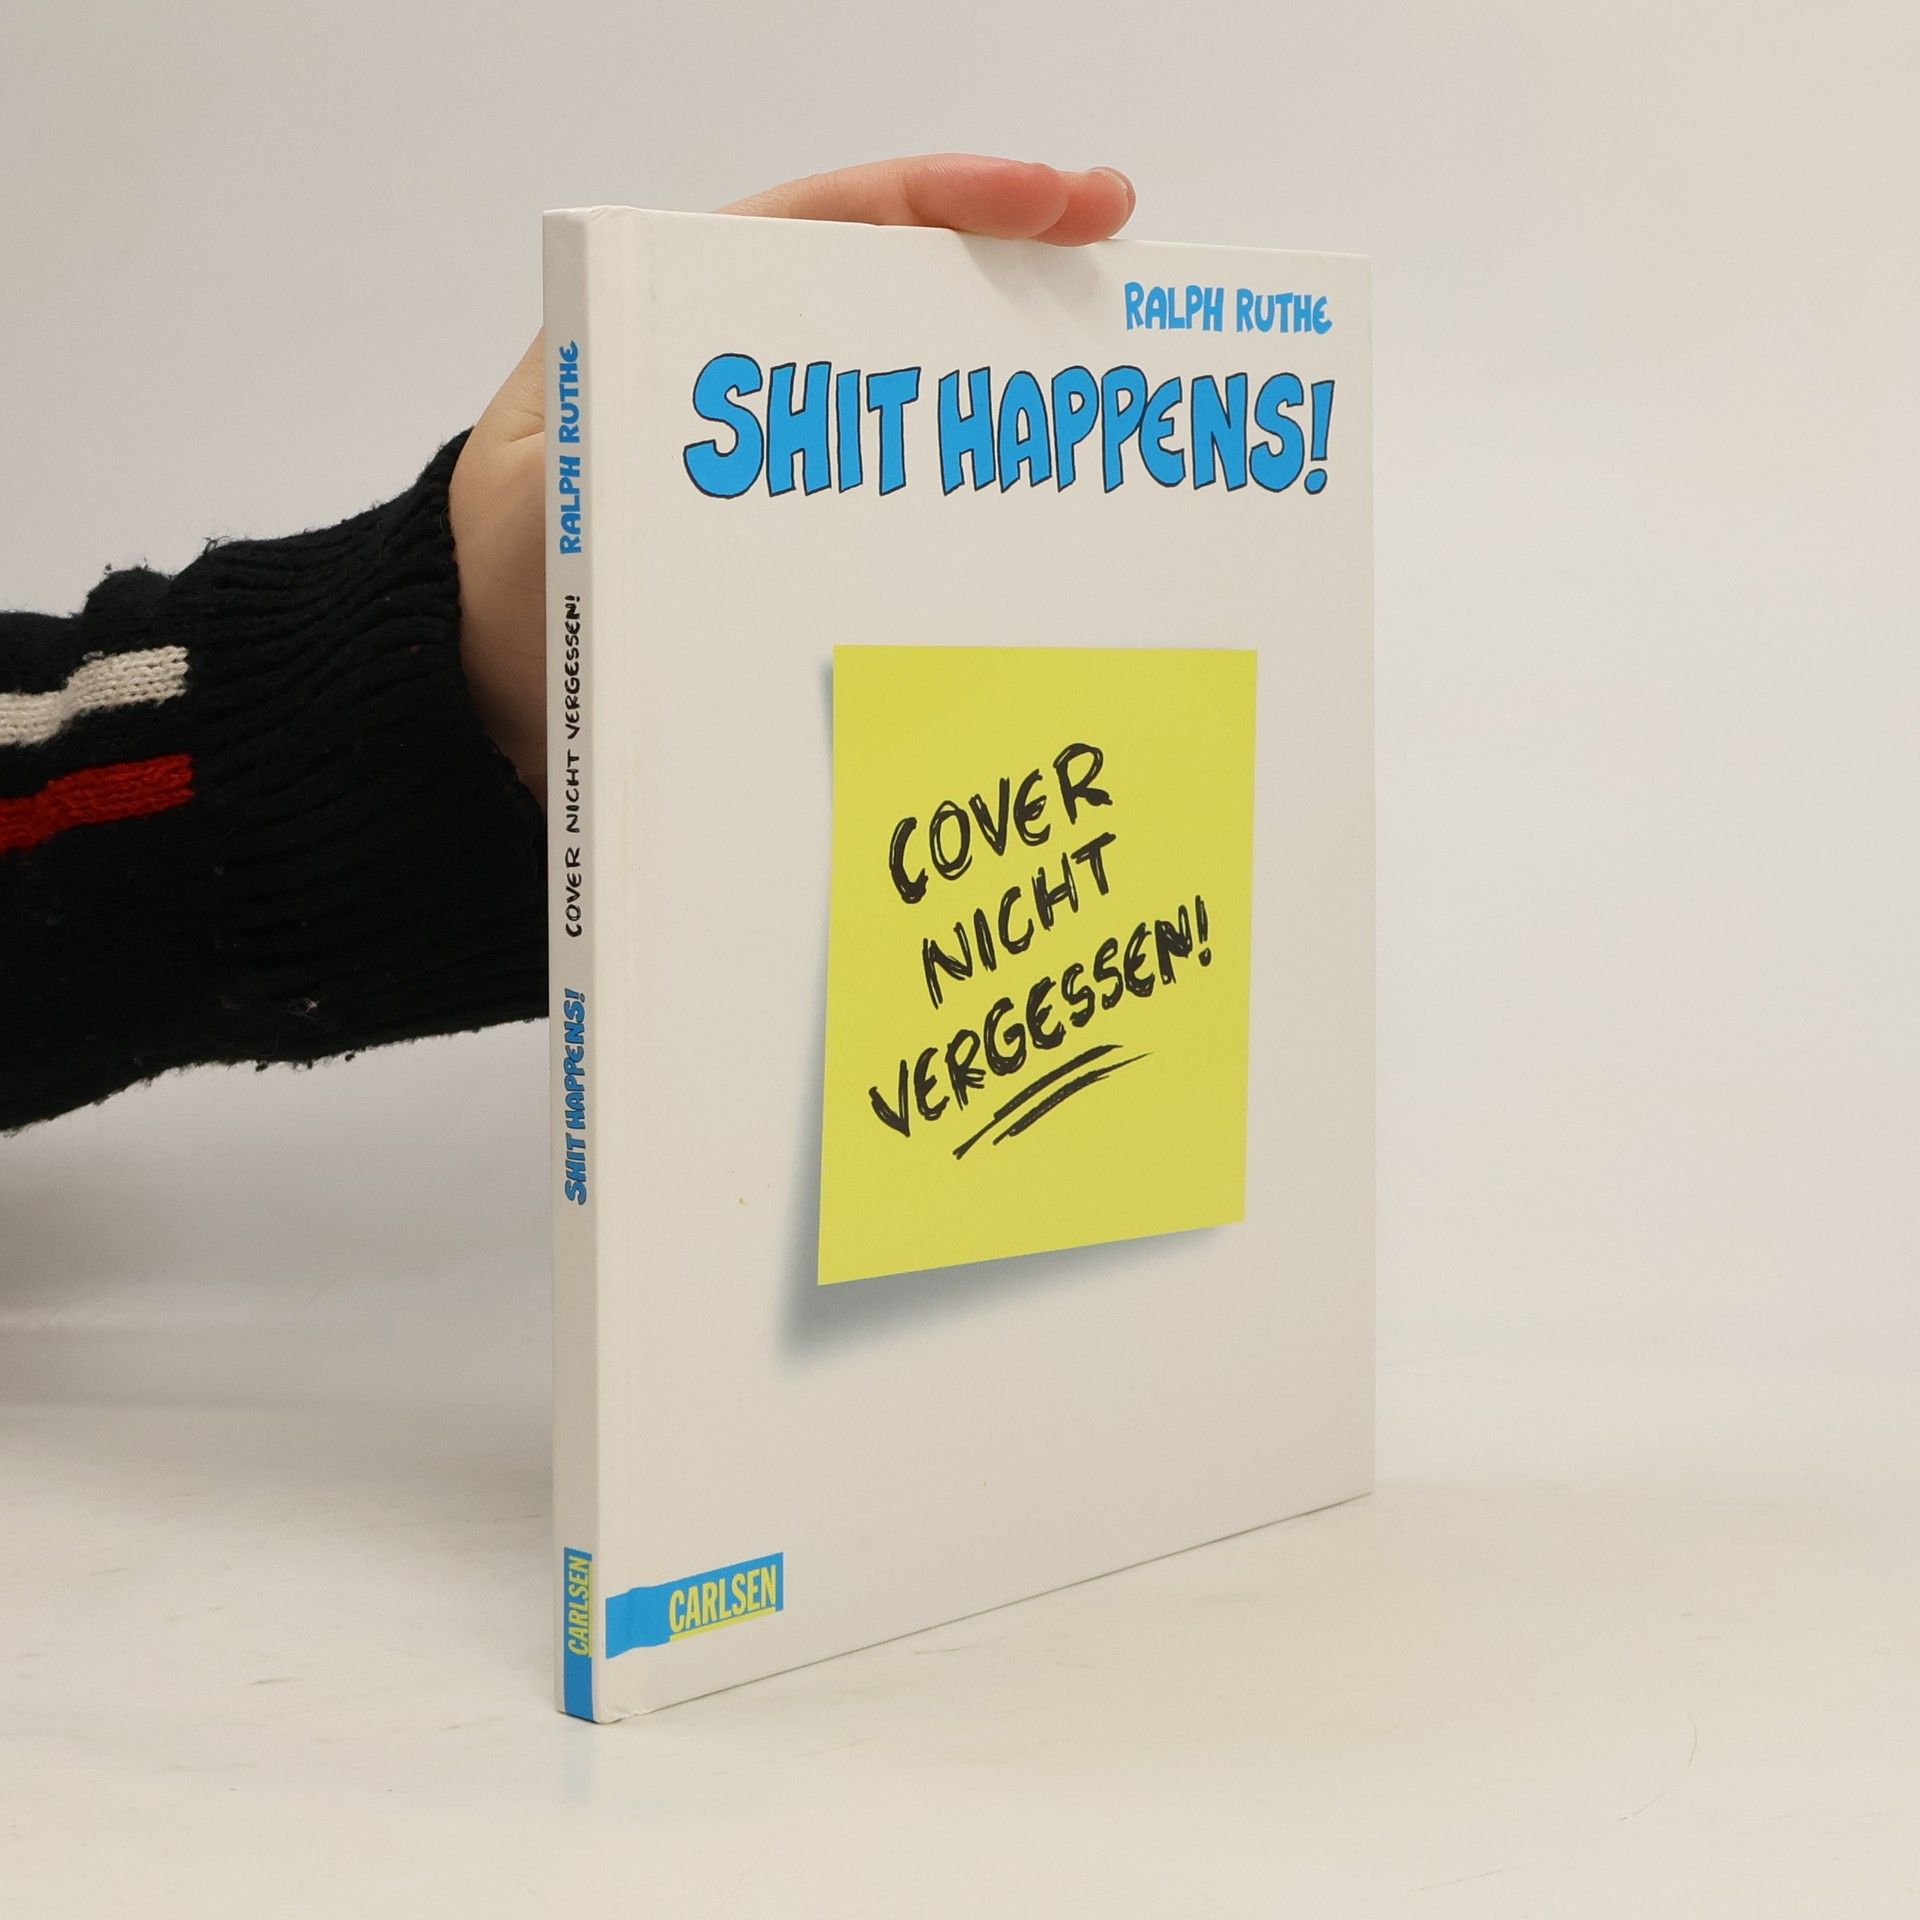 RALPH RUTHE
SHIT HAPPENS!
COVER
NICHT
VERGESSEN!
CARLSEN
SHIT HAPPENS! COVER NICHT VERGESSEN! RALPH RUTHE
CARLSEN